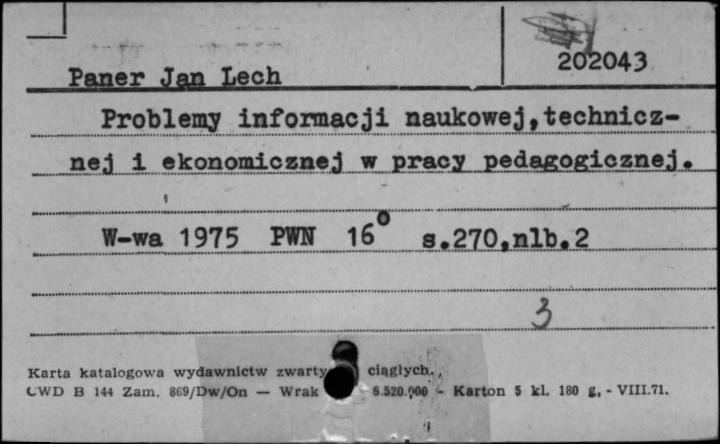 202043
Paner Jan Lech
Problemy informacji naukowej,technicz-
nej i ekonomicznej w pracy pedagogicznej.
W-wa 1975 PWN 16° s.270,nlb.2
3
Karta katalogowa wydawnictw zwarty ciągłych.
CWD B 144 Zam. 869/Dw/On — Wrak 6.520.000 - Karton 5 kl. 180 g, - VIII.71.